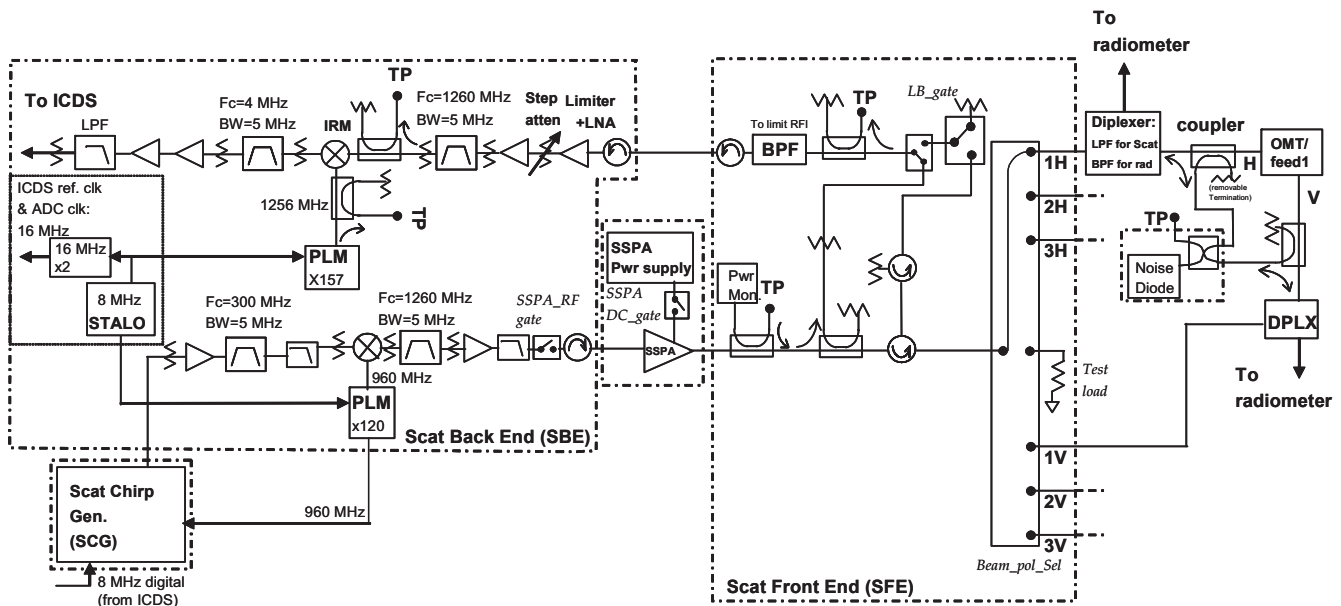 To
radiometer
TP
To ICDS
LPF
Fc=4 MHz
BW=5 MHz
IRM
Fc=1260 MHz
BW=5 MHz
Step
atten
Limiter
+LNA
To limit RFI
BPF
TP
LB_gate
1H
2H
3H
Diplexer:
LPF for Scat
BPF for rad
coupler
H
(removable
Termination)
OMT/
feed1
V
ICDS ref. clk
& ADC clk:
16 MHz
16 MHz
x2
8 MHz
STALO
1256 MHz
TP
PLM
X157
SSPA
Pwr supply
SSPA
DC_gate
SSPA
Pwr
Mon.
TP
TP
Noise
Diode
DPLX
Fc=300 MHz
BW=5 MHz
Fc=1260 MHz
BW=5 MHz
SSPA_RF
gate
960 MHz
PLM
x120
Scat Back End (SBE)
Test
load
To
radiometer
1V
2V
3V
Beam_pol_Sel
Scat Front End (SFE)
Scat Chirp
Gen.
(SCG)
960 MHz
8 MHz digital
(from ICDS)